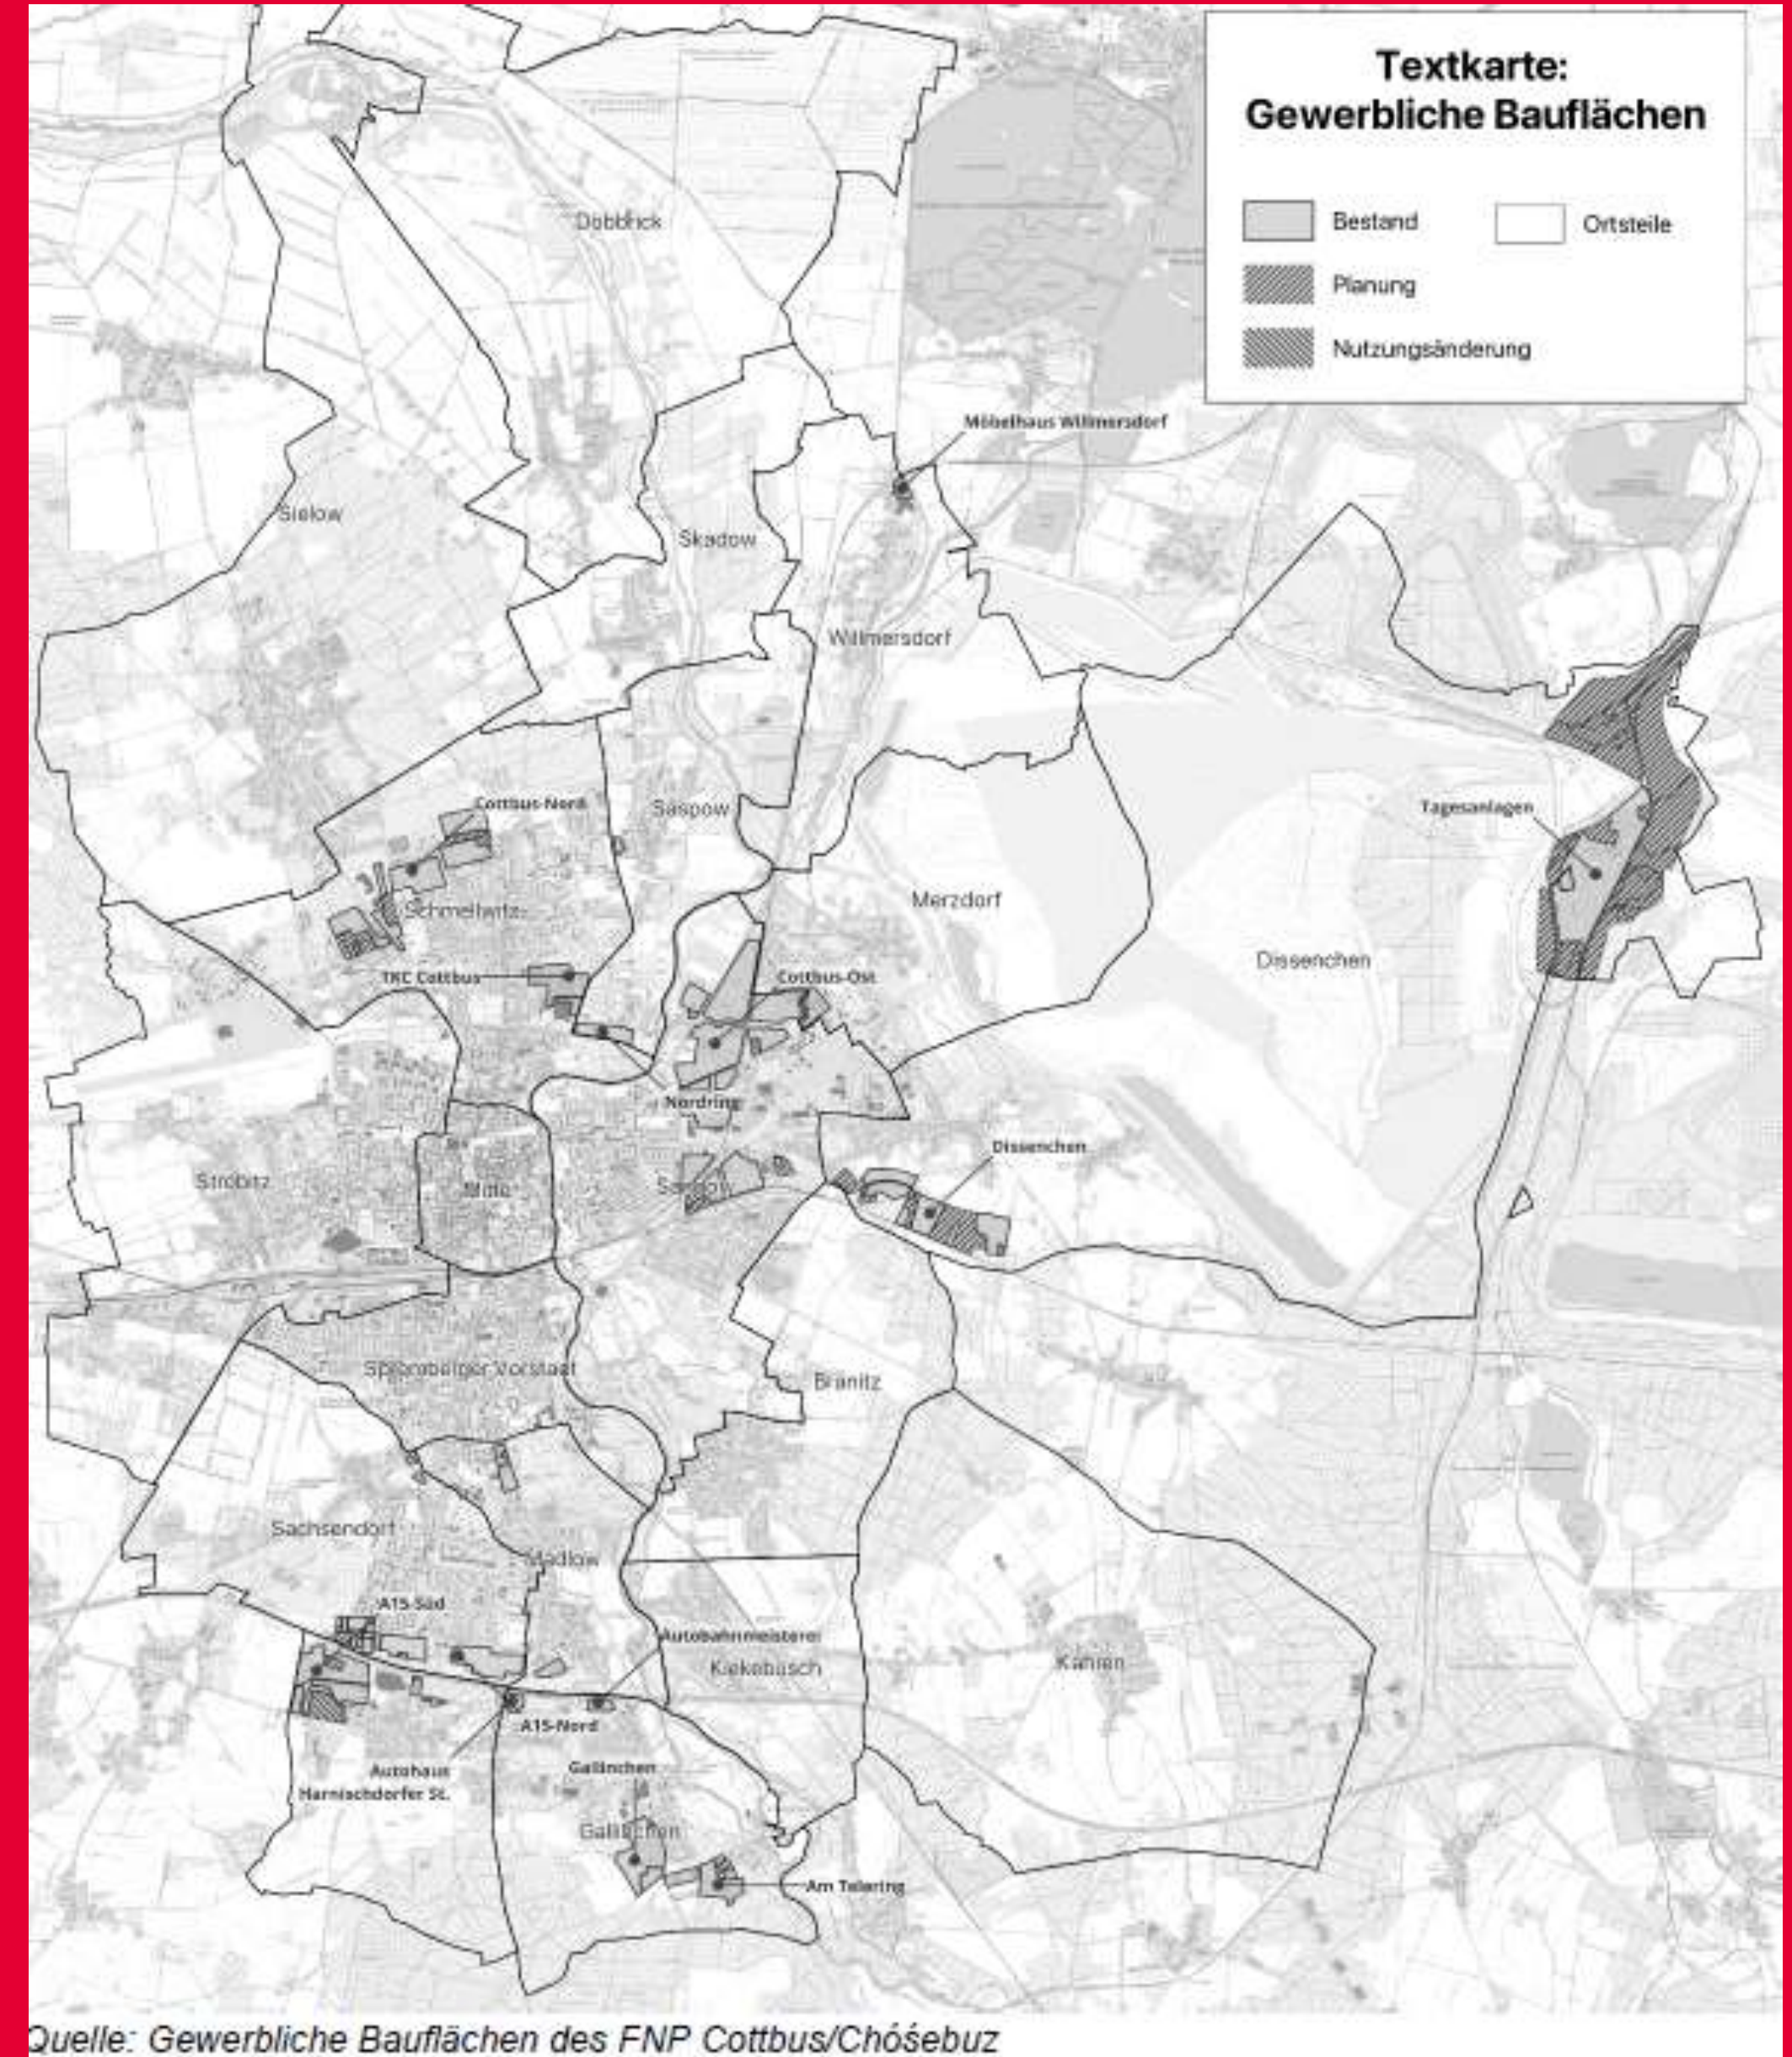 Textkarte:
Gewerbliche Bauflächen
Bestand
Ortsteile
Planung
Nutzungsänderung
Döbbrick
Möbelhaus Willmersdorf
Sielow
Skadow
Willmersdorf
Cottbus-Nord
Saspow
Tagesanlagen
Merzdorf
Schmellwitz
Dissenchen
TKC Cottbus
Cottbus-Ost
Nordring
Dissenchen
Ströbitz
Mitte
Sandow
Spremberger Vorstadt
Branitz
Sachsendorf
Madlow
A15-Süd
Autobahnmeisterei
Kiekebusch
Kahren
A15-Nord
Autohaus
Harnischdorfer St.
Gallinchen
Gallinchen
Am Telering
Quelle: Gewerbliche Bauflächen des FNP Cottbus/Chóśebuz